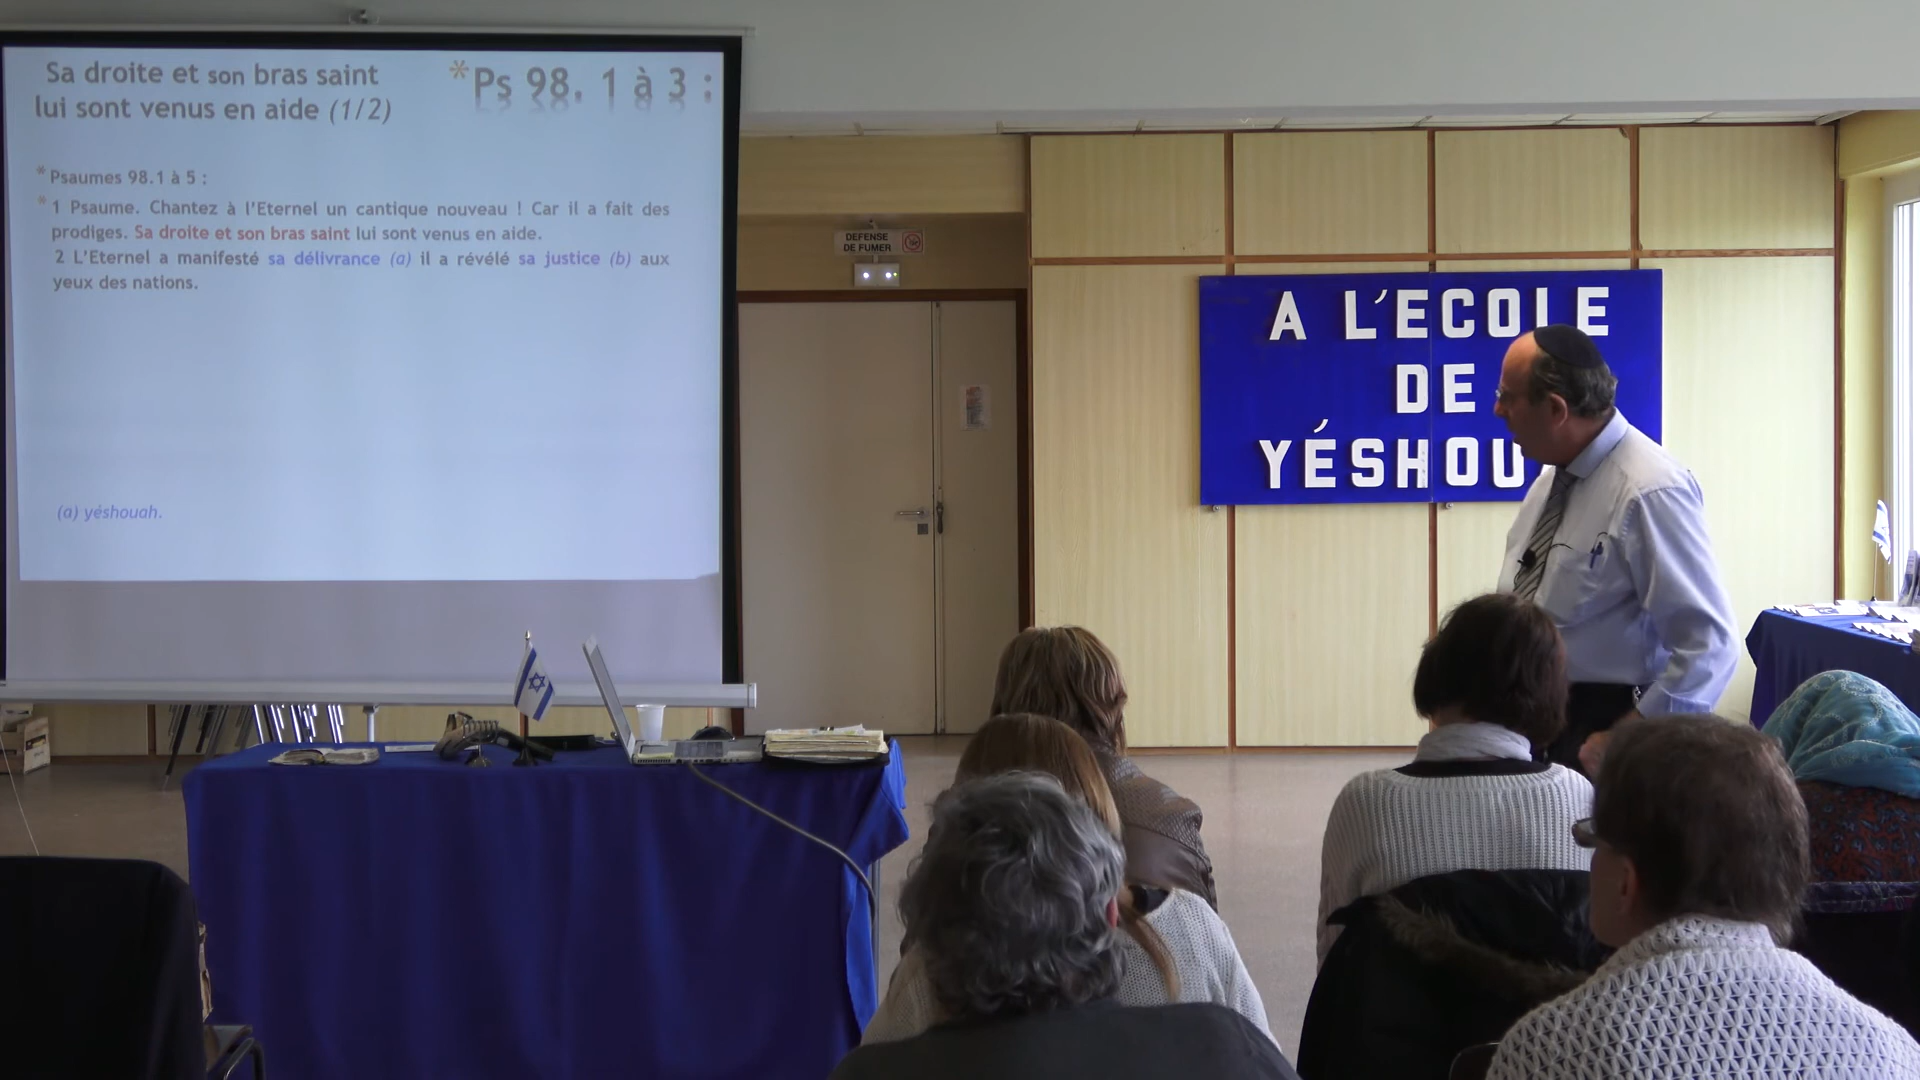 Sa droite et son bras saint
lui sont venus en aide (1/2)
*Ps 98. 1 à 3 :
* Psaumes 98.1 à 5 :
* 1 Psaume. Chantez à l'Eternel un cantique nouveau ! Car il a fait des
prodiges. Sa droite et son bras saint lui sont venus en aide.
2 L'Eternel a manifesté sa délivrance (a) il a révélé sa justice (b) aux
yeux des nations.
(a) yéshouah.
DEFENSE
DE FUMER
A L'ECOLE
DE
YÉSHOU